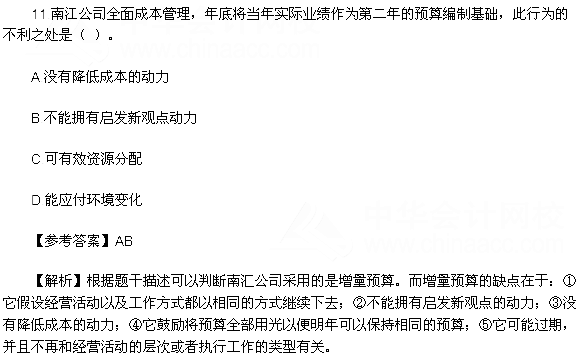 11 南江公司全面成本管理，年底将当年实际业绩作为第二年的预算编制基础，此行为的
不利之处是（ ）。
A 没有降低成本的动力
B 不能拥有启发新观点动力
C 可有效资源分配
D 能应付环境变化
【参考答案】AB
【解析】根据题干描述可以判断南汇公司采用的是增量预算。而增量预算的缺点在于：①
它假设经营活动以及工作方式都以相同的方式继续下去；②不能拥有启发新观点的动力；③没
有降低成本的动力；④它鼓励将预算全部用光以便明年可以保持相同的预算；⑤它可能过期，
并且不再和经营活动的层次或者执行工作的类型有关。
中华会计网校